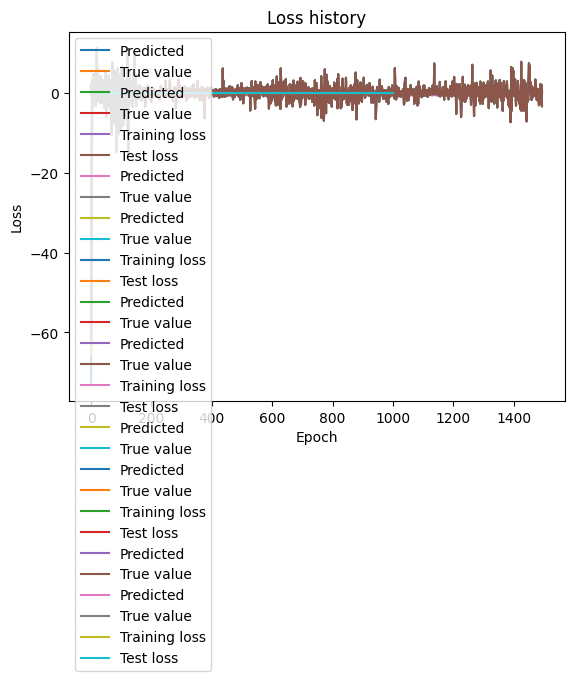 Loss history
Predicted
True value
Predicted
True value
Training loss
Test loss
Predicted
True value
Predicted
True value
Training loss
Test loss
Predicted
True value
Predicted
True value
Training loss
Test loss
Predicted
True value
Predicted
True value
Training loss
Test loss
Predicted
True value
Predicted
True value
Training loss
Test loss
Loss
0
−20
−40
−60
0
200
400
600
800
1000
1200
1400
Epoch